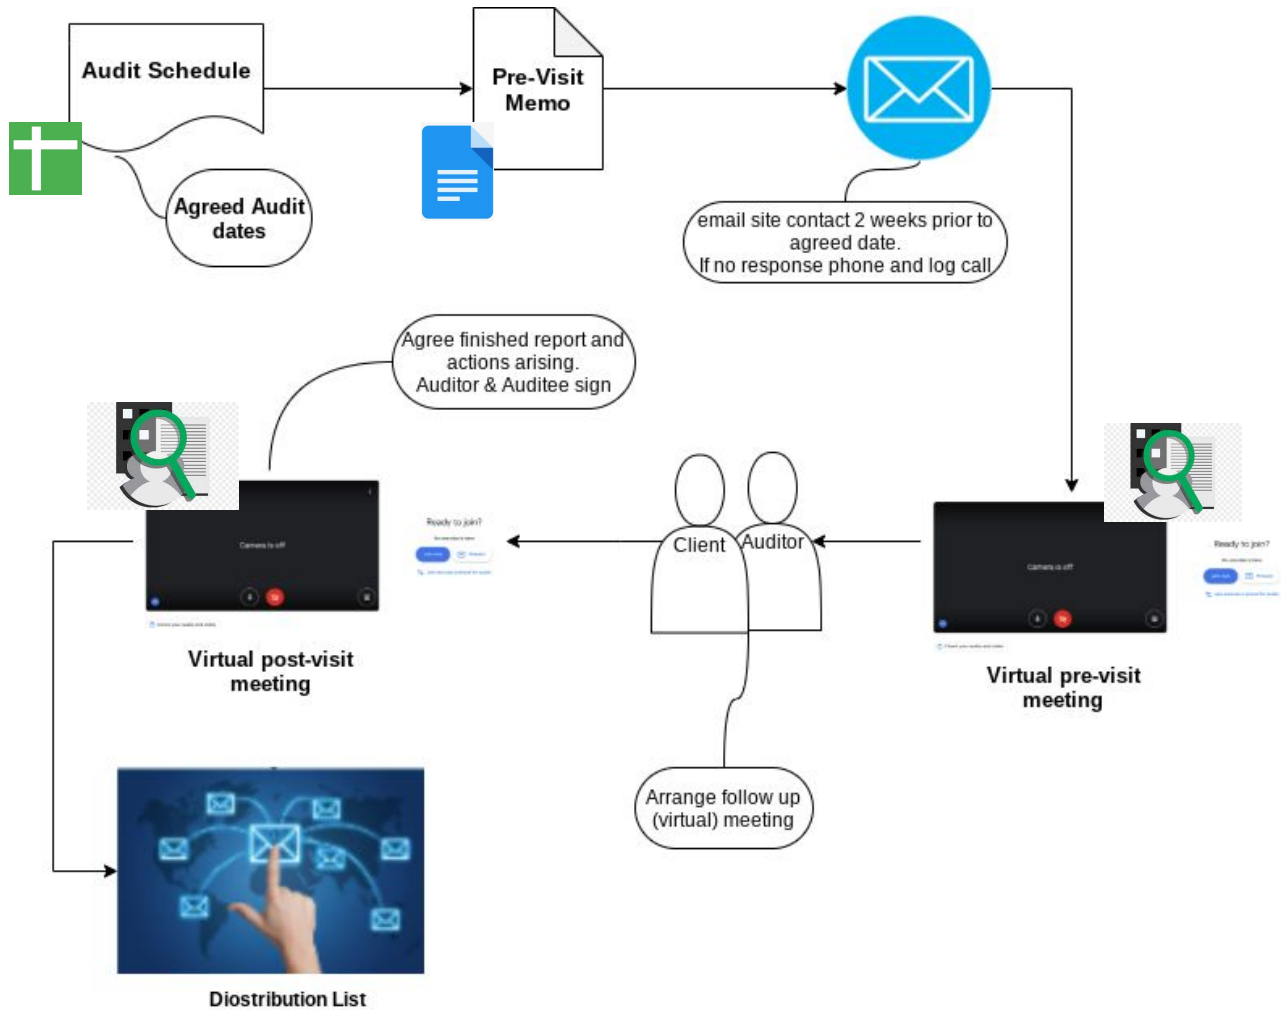 Audit Schedule
Pre-Visit
Memo
Agreed Audit
dates
email site contact 2 weeks prior to
agreed date.
If no response phone and log call
Agree finished report and
actions arising.
Auditor & Auditee sign
Camera is off
Ready to join?
Client
Auditor
Camera is off
Ready to join?
Virtual post-visit
meeting
Virtual pre-visit
meeting
Arrange follow up
(virtual) meeting
Diostribution List